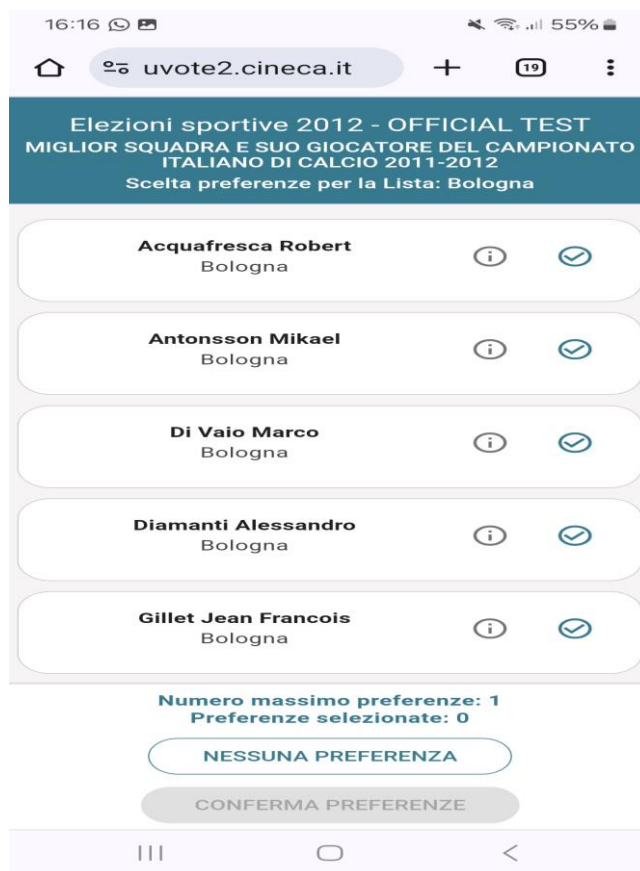 16:16 55%
uvote2.cineca.it 19
Elezioni sportive 2012 - OFFICIAL TEST
MIGLIOR SQUADRA E SUO GIOCATORE DEL CAMPIONATO
ITALIANO DI CALCIO 2011-2012
Scelta preferenze per la Lista: Bologna
Acquafresca Robert
Bologna
Antonsson Mikael
Bologna
Di Vaio Marco
Bologna
Diamanti Alessandro
Bologna
Gillet Jean Francois
Bologna
Numero massimo preferenze: 1
Preferenze selezionate: 0
NESSUNA PREFERENZA
CONFERMA PREFERENZE